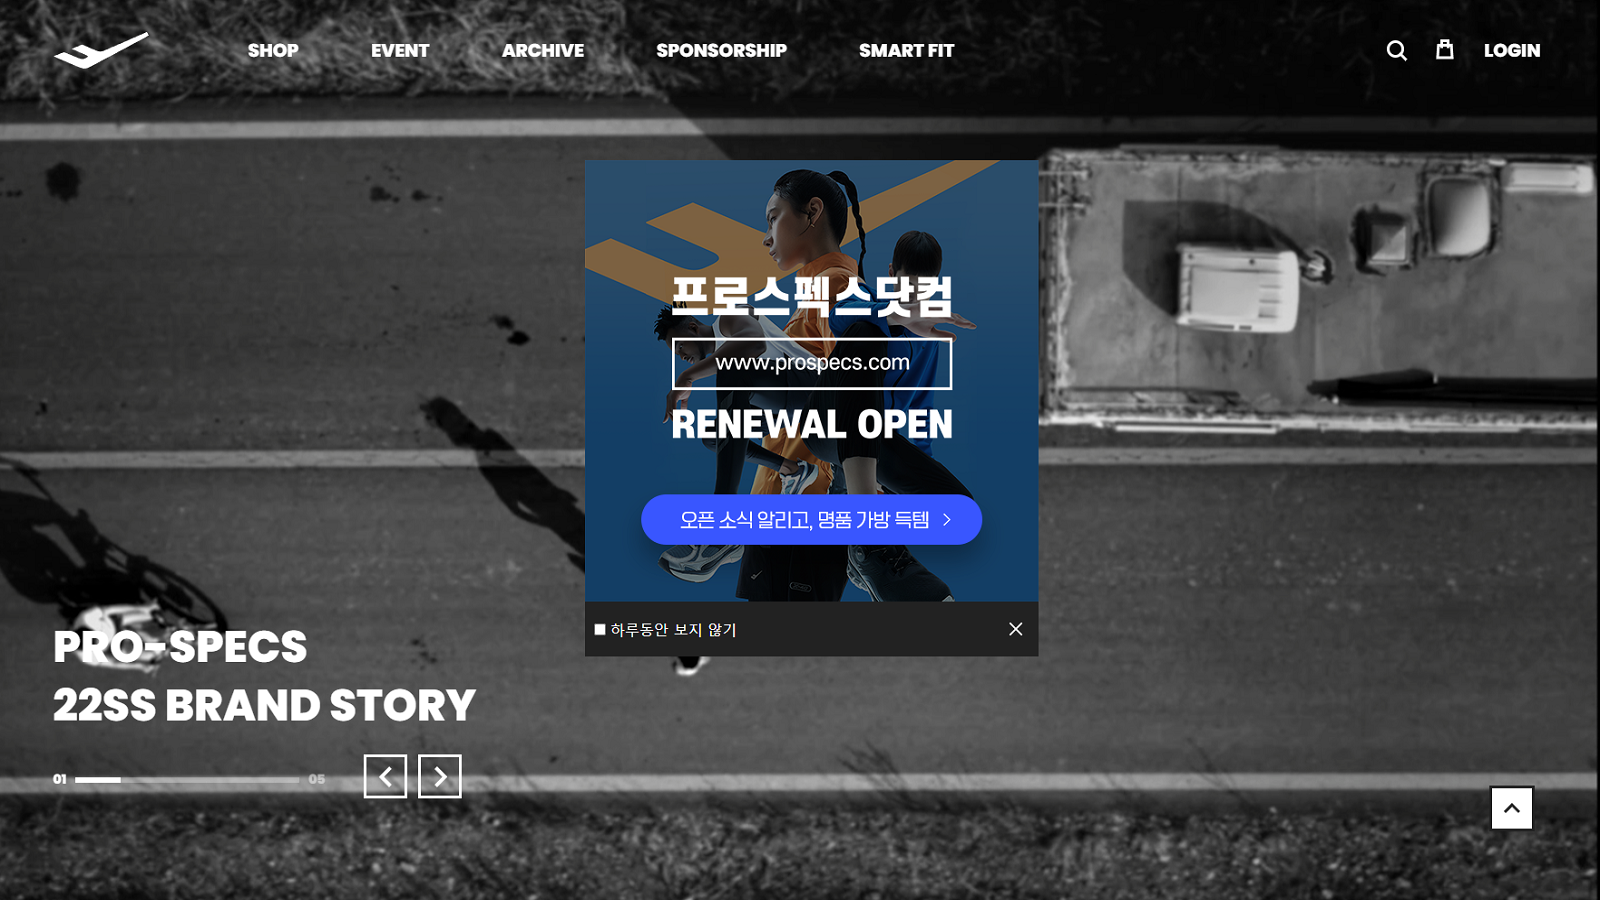 SHOP EVENT ARCHIVE SPONSORSHIP SMART FIT LOGIN
프로스펙스닷컴
www.prospecs.com
RENEWAL OPEN
오픈 소식 알리고, 명품 가방 득템
하루동안 보지 않기
PRO-SPECS
22SS BRAND STORY
01 05